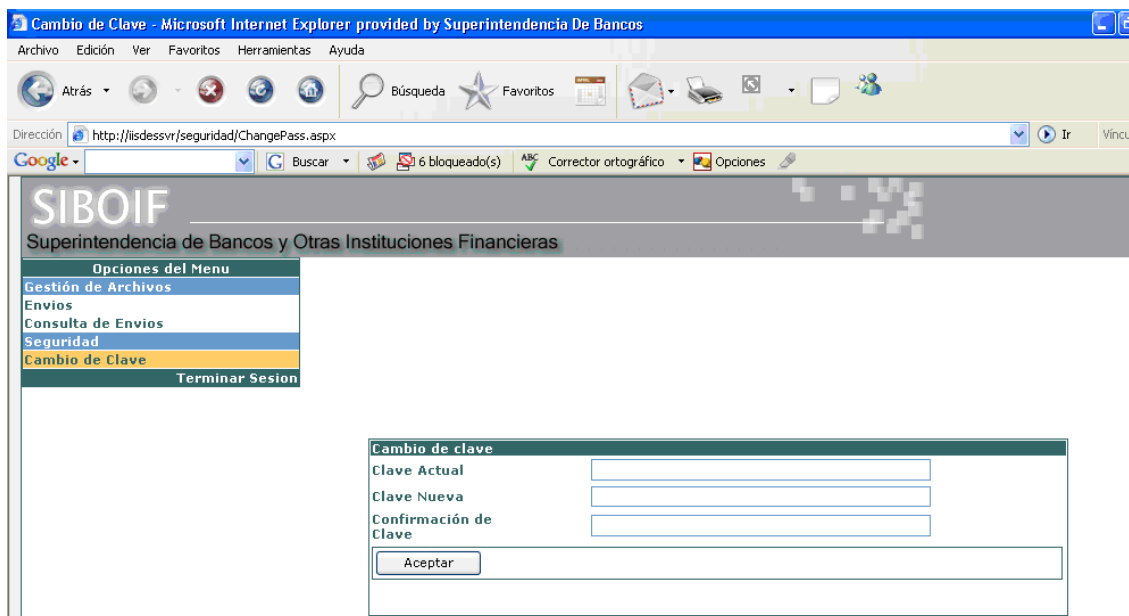 Cambio de Clave - Microsoft Internet Explorer provided by Superintendencia De Bancos
Archivo Edición Ver Favoritos Herramientas Ayuda
Atrás Búsqueda Favoritos
Dirección http://iisdessvr/seguridad/ChangePass.aspx Ir Víncu
Google Buscar 6 bloqueado(s) ABC Corrector ortográfico Opciones
SIBOIF
Superintendencia de Bancos y Otras Instituciones Financieras
Opciones del Menu
Gestión de Archivos
Envios
Consulta de Envios
Seguridad
Cambio de Clave
Terminar Sesion
Cambio de clave
Clave Actual
Clave Nueva
Confirmación de
Clave
Aceptar